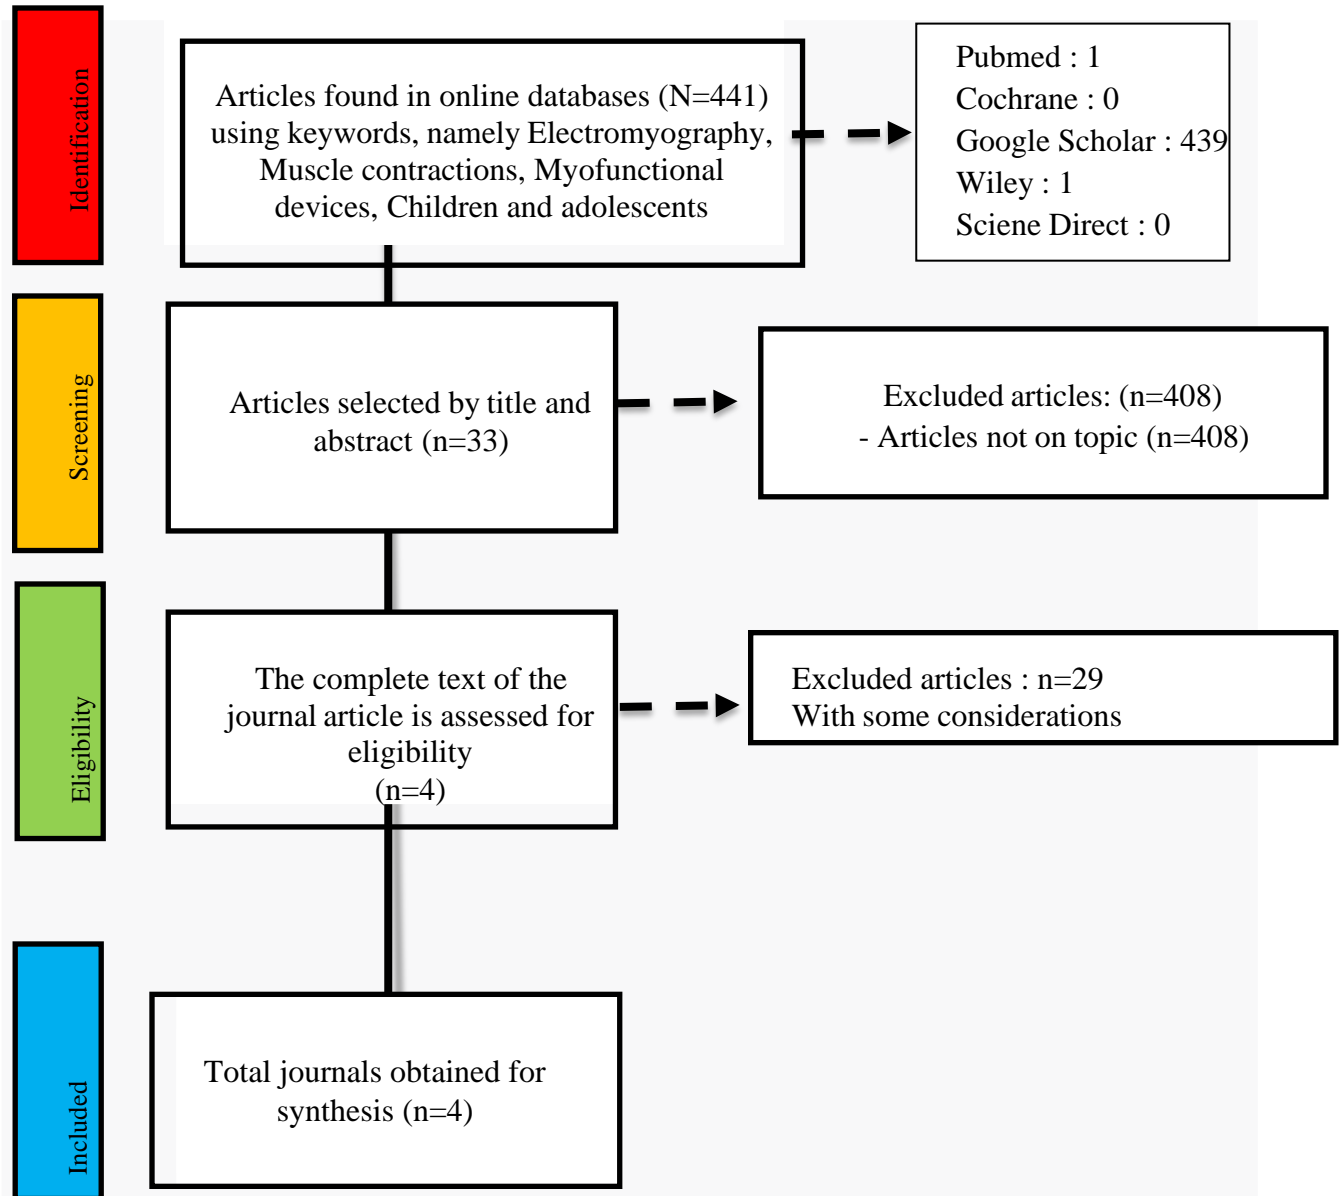 Identification
Articles found in online databases (N=441)
using keywords, namely Electromyography,
Muscle contractions, Myofunctional
devices, Children and adolescents
Pubmed : 1
Cochrane : 0
Google Scholar : 439
Wiley : 1
Sciene Direct : 0
Screening
Articles selected by title and
abstract (n=33)
Excluded articles: (n=408)
- Articles not on topic (n=408)
Eligibility
The complete text of the
journal article is assessed for
eligibility
(n=4)
Excluded articles : n=29
With some considerations
Included
Total journals obtained for
synthesis (n=4)